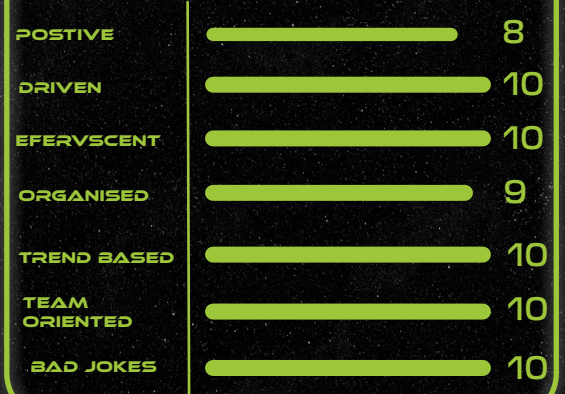 POSTIVE 8
DRIVEN 10
EFERVSCENT 10
ORGANISED 9
TREND BASED 10
TEAM
ORIENTED 10
BAD JOKES 10